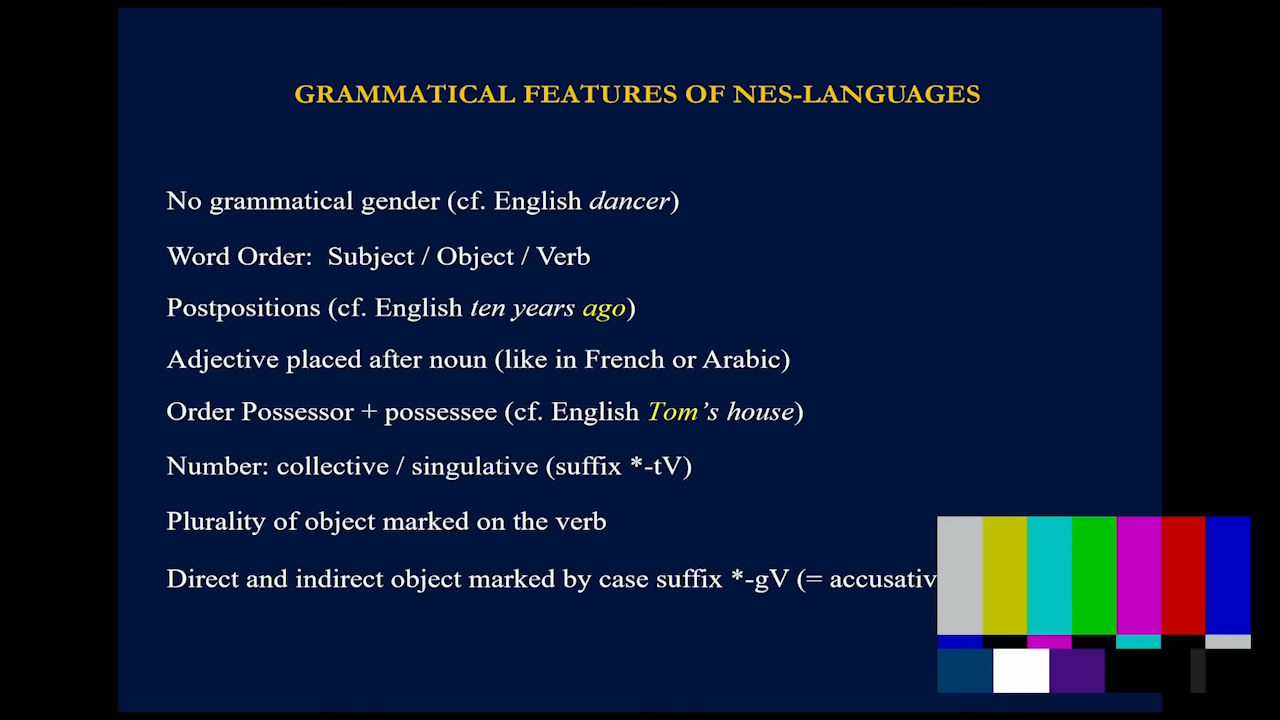 GRAMMATICAL FEATURES OF NES-LANGUAGES
No grammatical gender (cf. English dancer)
Word Order:  Subject / Object / Verb
Postpositions (cf. English ten years ago)
Adjective placed after noun (like in French or Arabic)
Order Possessor + possessee (cf. English Tom’s house)
Number: collective / singulative (suffix *-tV)
Plurality of object marked on the verb
Direct and indirect object marked by case suffix *-gV (=